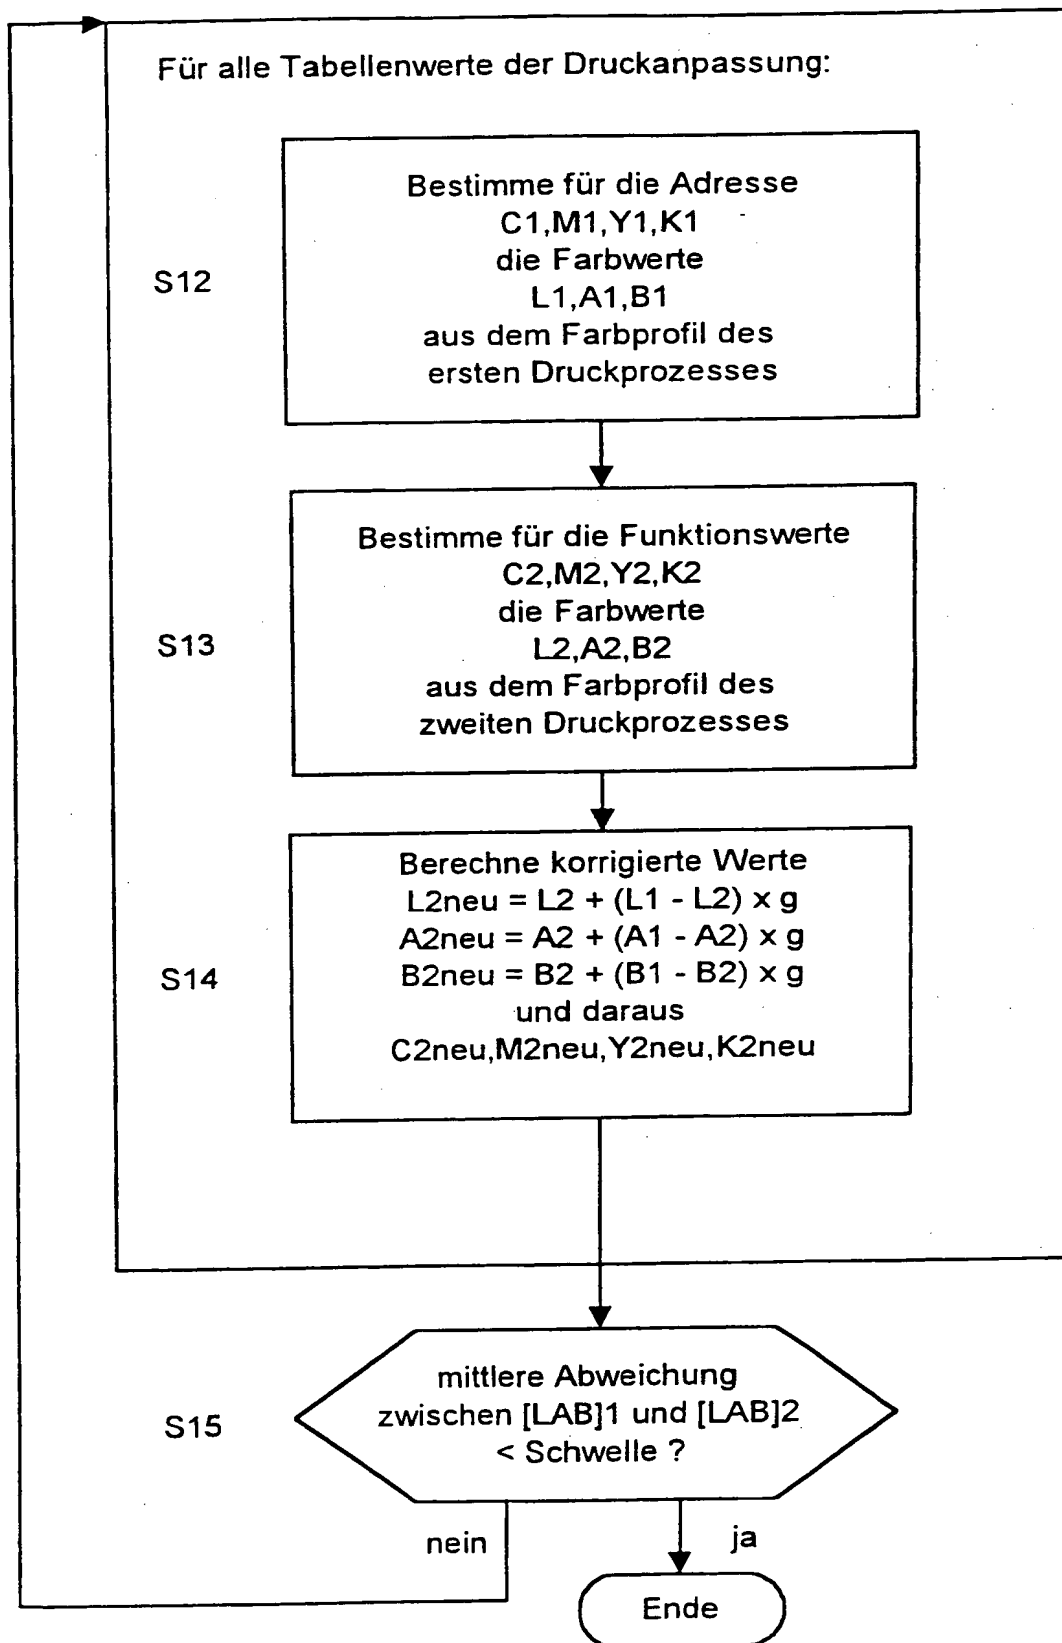 Für alle Tabellenwerte der Druckanpassung:
S12
Bestimme für die Adresse
C1,M1,Y1,K1
die Farbwerte
L1,A1,B1
aus dem Farbprofil des
ersten Druckprozesses
S13
Bestimme für die Funktionswerte
C2,M2,Y2,K2
die Farbwerte
L2,A2,B2
aus dem Farbprofil des
zweiten Druckprozesses
S14
Berechne korrigierte Werte
L2neu = L2 + (L1 - L2) x g
A2neu = A2 + (A1 - A2) x g
B2neu = B2 + (B1 - B2) x g
und daraus
C2neu,M2neu,Y2neu,K2neu
S15
mittlere Abweichung
zwischen [LAB]1 und [LAB]2
< Schwelle ?
nein
ja
Ende